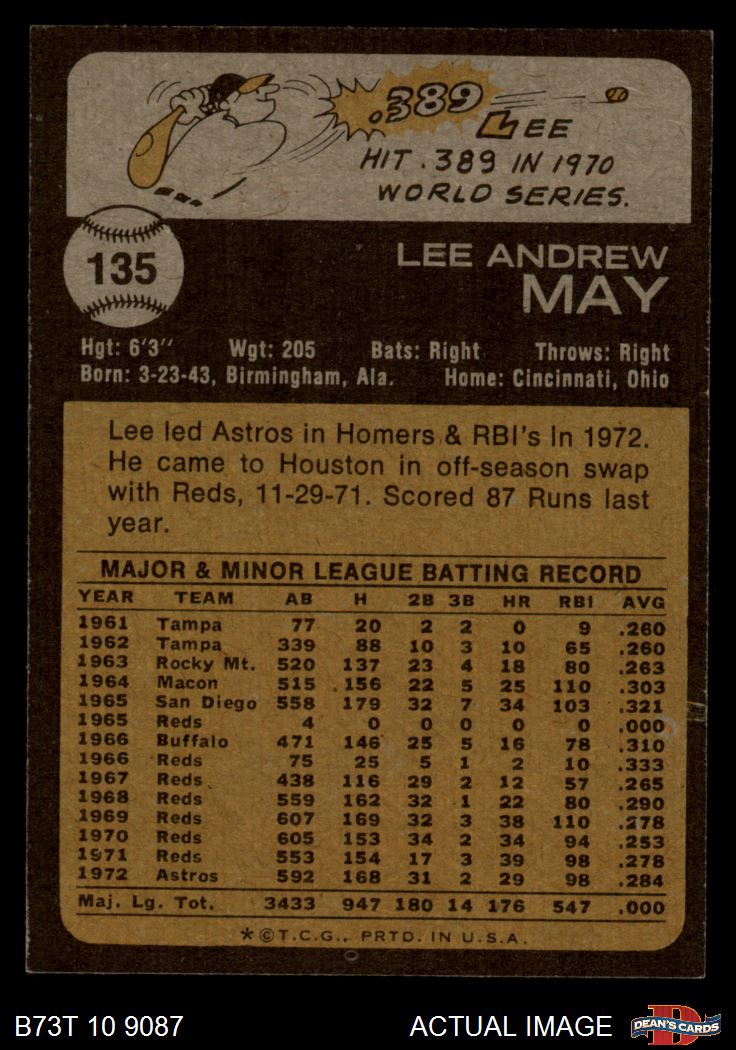 .389
LEE
HIT .389 IN 1970
WORLD SERIES.
135
LEE ANDREW
MAY
Hgt: 6'3'' Wgt: 205 Bats: Right Throws: Right
Born: 3-23-43, Birmingham, Ala. Home: Cincinnati, Ohio
Lee led Astros in Homers & RBI's In 1972.
He came to Houston in off-season swap
with Reds, 11-29-71. Scored 87 Runs last
year.
MAJOR & MINOR LEAGUE BATTING RECORD
YEAR TEAM AB H 2B 3B HR RBI AVG
1961 Tampa 77 20 2 2 0 9 .260
1962 Tampa 339 88 10 3 10 65 .260
1963 Rocky Mt. 520 137 23 4 18 80 .263
1964 Macon 515 156 22 5 25 110 .303
1965 San Diego 558 179 32 7 34 103 .321
1965 Reds 4 0 0 0 0 0 .000
1966 Buffalo 471 146 25 5 16 78 .310
1966 Reds 75 25 5 1 2 10 .333
1967 Reds 438 116 29 2 12 57 .265
1968 Reds 559 162 32 1 22 80 .290
1969 Reds 607 169 32 3 38 110 .278
1970 Reds 605 153 34 2 34 94 .253
1971 Reds 553 154 17 3 39 98 .278
1972 Astros 592 168 31 2 29 98 .284
Maj. Lg. Tot. 3433 947 180 14 176 547 .000
*©T.C.G., PRTD. IN U.S.A.
B73T 10 9087 ACTUAL IMAGE DEAN'S CARDS